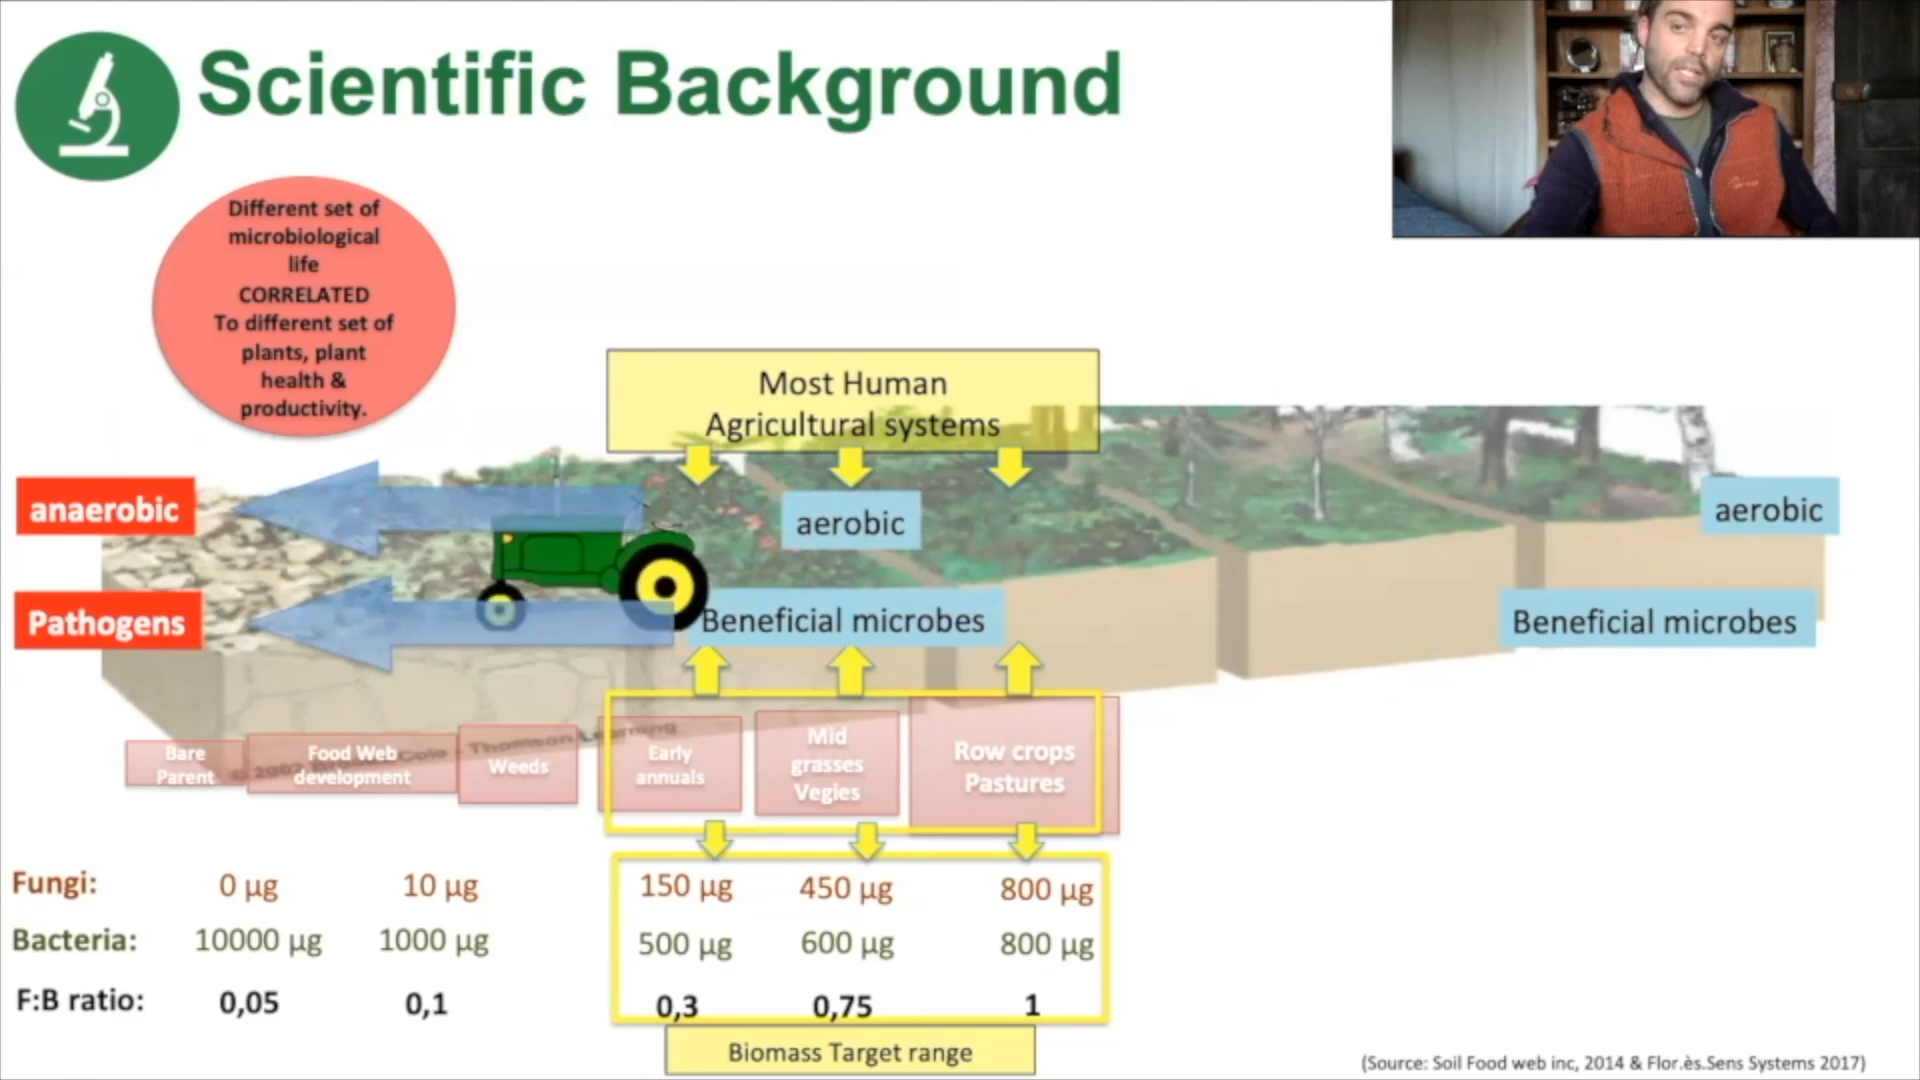 Scientific Background
Different set of
microbiological
life
CORRELATED
To different set of
plants, plant
health &
productivity.
Most Human
Agricultural systems
anaerobic
aerobic
aerobic
Pathogens
Beneficial microbes
Beneficial microbes
Bare
Parent
Food Web
development
Weeds
Early
annuals
Mid
grasses
Vegies
Row crops
Pastures
© 2002 Cole - Thomson Learning
Fungi: 0 µg 10 µg 150 µg 450 µg 800 µg
Bacteria: 10000 µg 1000 µg 500 µg 600 µg 800 µg
F:B ratio: 0,05 0,1 0,3 0,75 1
Biomass Target range
(Source: Soil Food web inc, 2014 & Flor.ès.Sens Systems 2017)